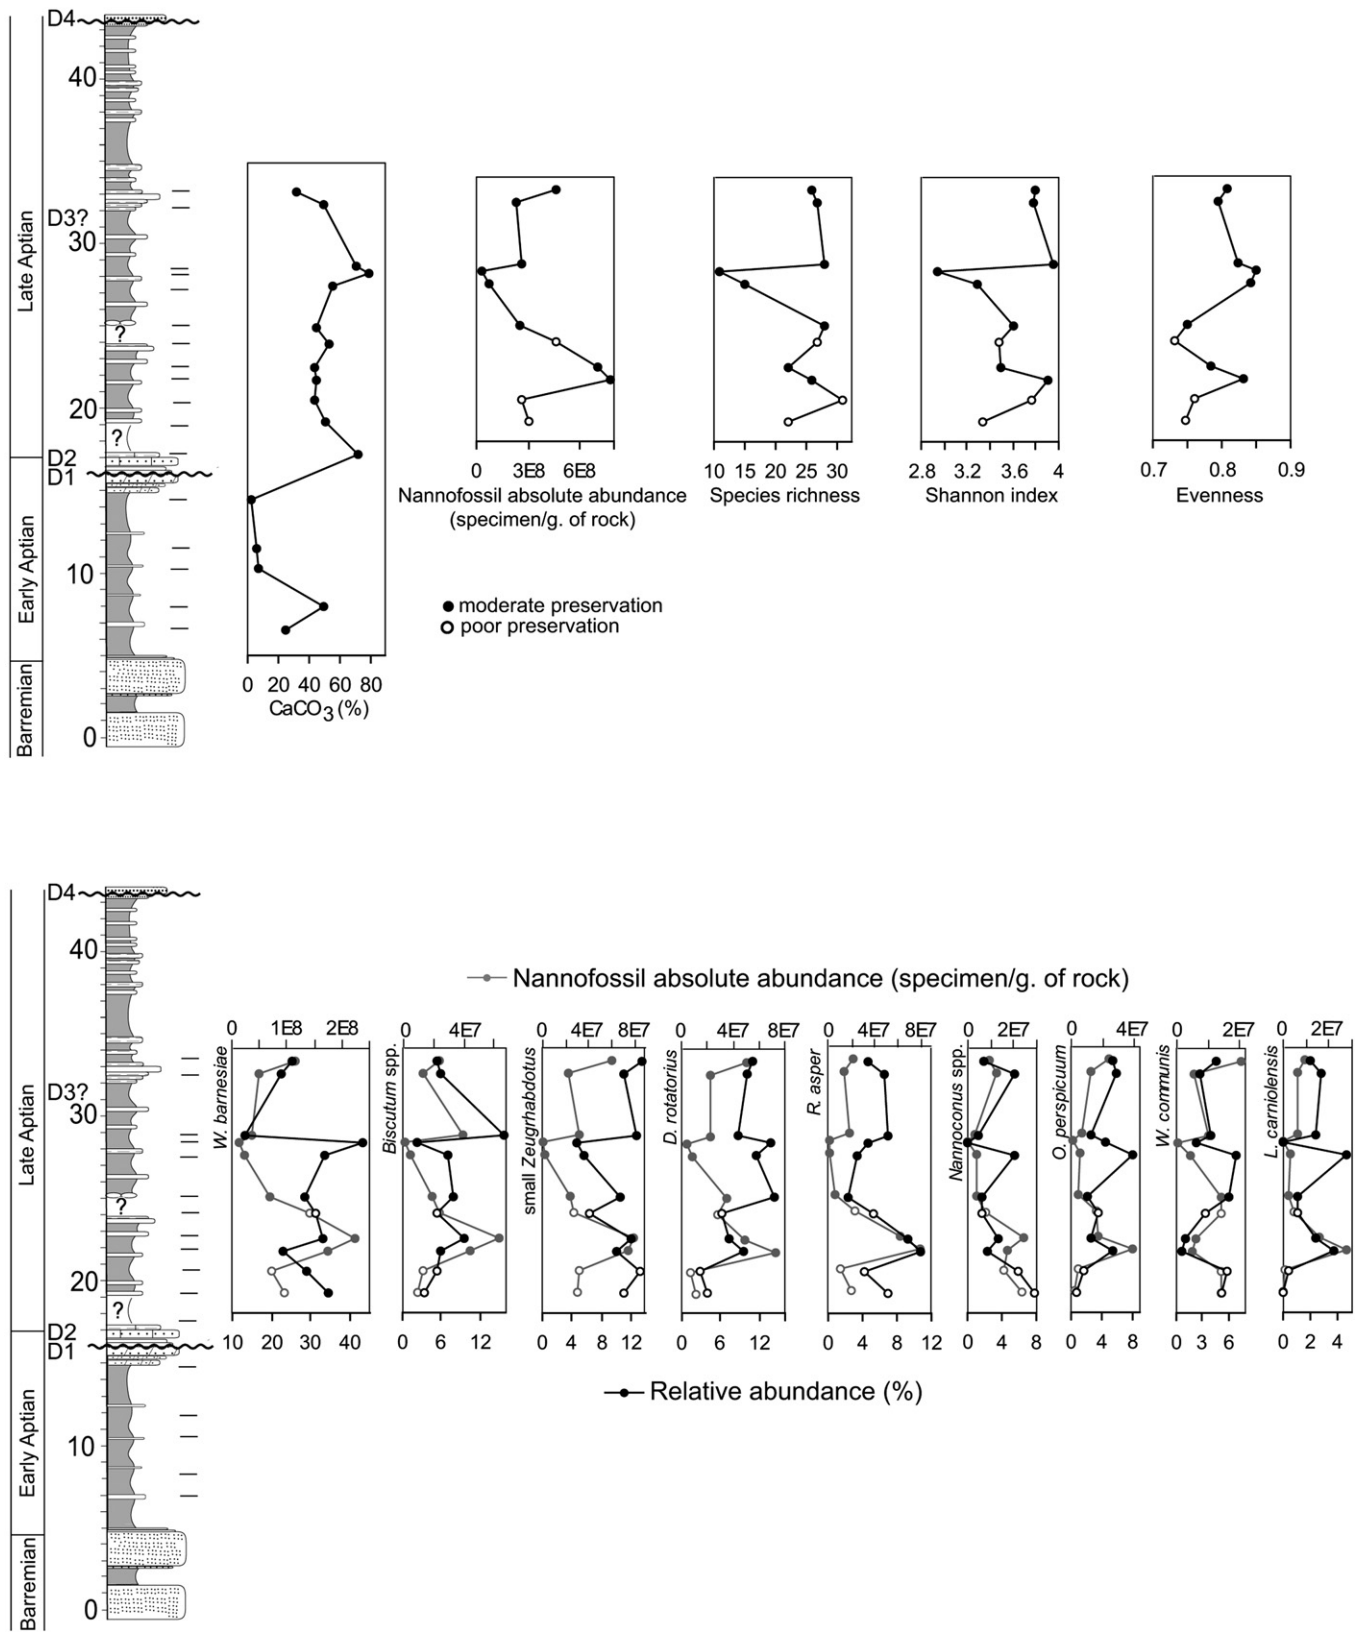 D4
40
D3?
30
?
20
?
D2
D1
10
0
Late Aptian
Early Aptian
Barremian
0 20 40 60 80
CaCO3 (%)
0 3E8 6E8
Nannofossil absolute abundance
(specimen/g. of rock)
10 15 20 25 30
Species richness
2.8 3.2 3.6 4
Shannon index
0.7 0.8 0.9
Evenness
moderate preservation
poor preservation
D4
40
D3?
30
?
20
?
D2
D1
10
0
Late Aptian
Early Aptian
Barremian
Nannofossil absolute abundance (specimen/g. of rock)
0 1E8 2E8
W. barnesiae
10 20 30 40
0 4E7
Biscutum spp.
0 6 12
0 4E7 8E7
small Zeugrhabdotus
0 4 8 12
0 4E7 8E7
D. rotatorius
0 6 12
0 4E7 8E7
R. asper
0 4 8 12
0 2E7
Nannoconus spp.
0 2 4 6 8
0 4E7
O. perspicuum
0 4 8
0 2E7
W. communis
0 3 6
0 2E7
L. carniolensis
0 2 4
Relative abundance (%)